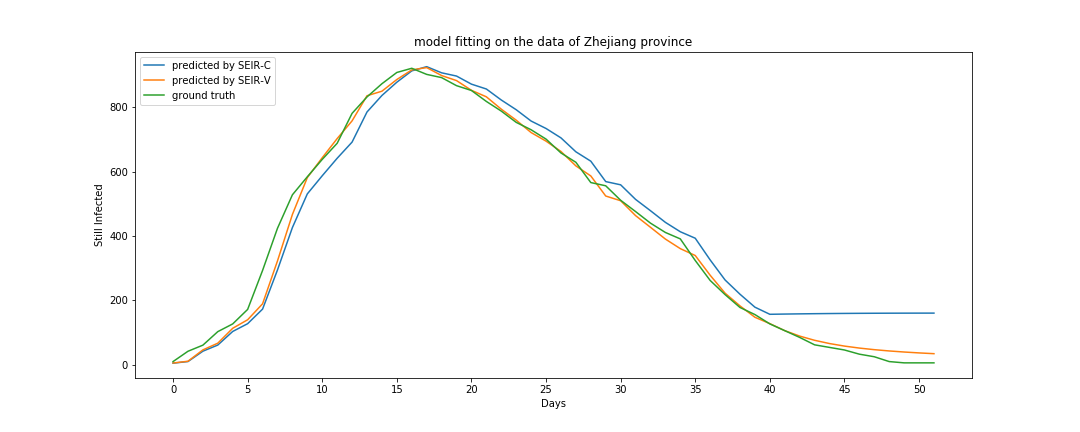 model fitting on the data of Zhejiang province
predicted by SEIR-C
predicted by SEIR-V
ground truth
Still Infected
800
600
400
200
0
0 5 10 15 20 25 30 35 40 45 50
Days